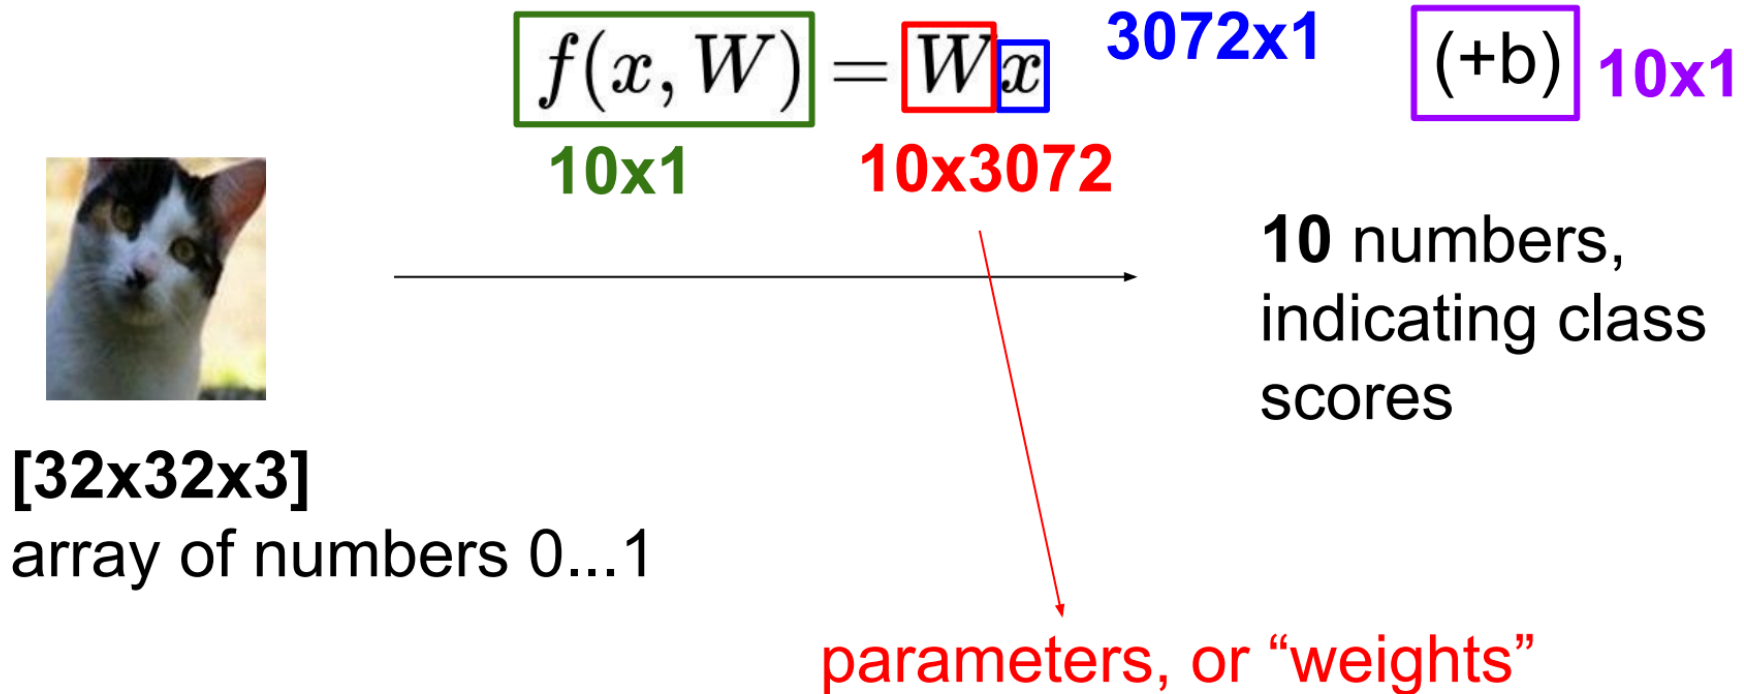 f(x, W) = Wx
3072x1
(+b)
10x1
10x1
10x3072
10 numbers,
indicating class
scores
[32x32x3]
array of numbers 0...1
parameters, or “weights”